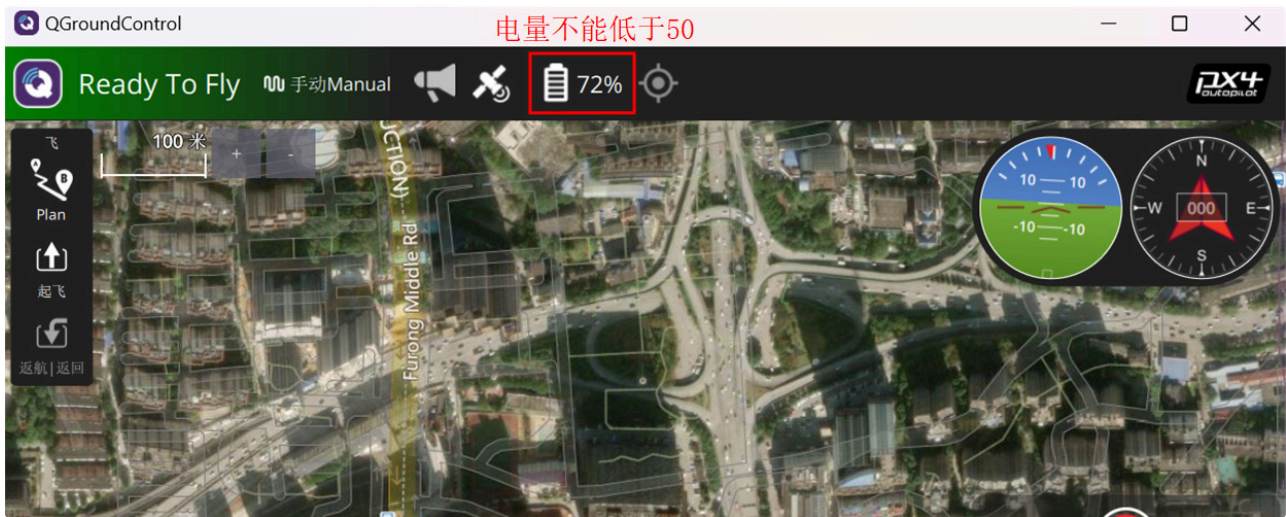 QGroundControl
电量不能低于50
Ready To Fly
手动Manual
72%
px4
autopilot
飞
100 米
+
-
Plan
起飞
返航|返回
UCTION)
Furong Middle Rd
10 10
-10 -10
N
W 000 E
S